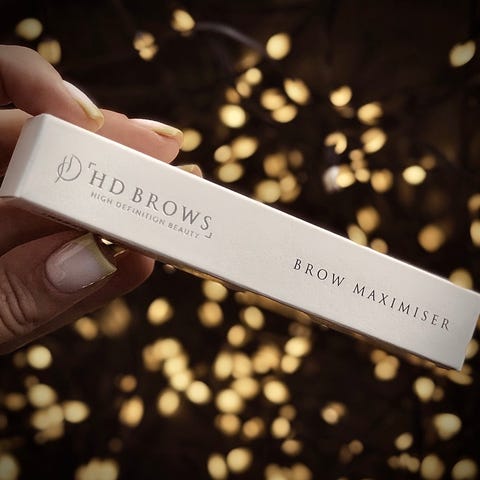 HD BROWS
HIGH DEFINITION BEAUTY
BROW MAXIMISER